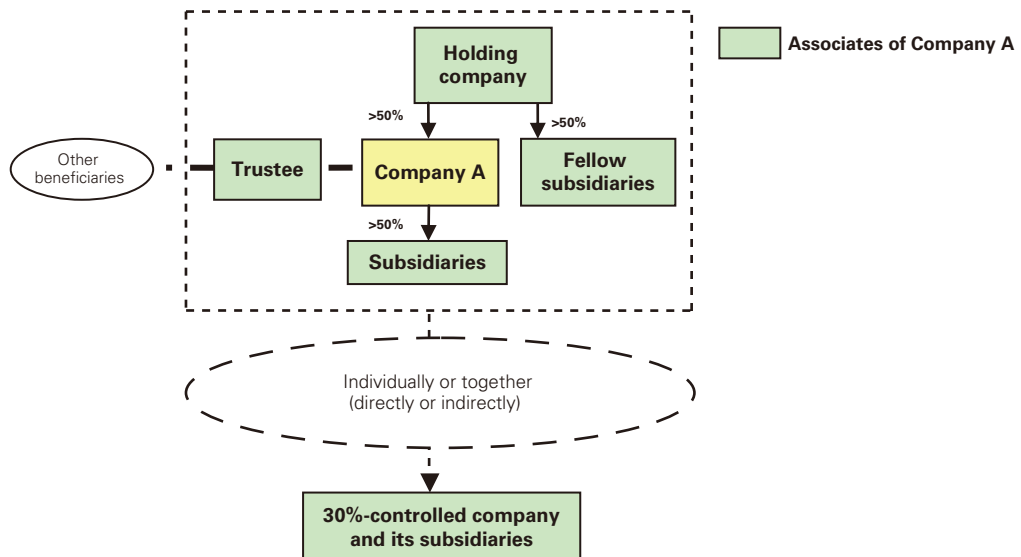 Holding
company
Associates of Company A
>50%
>50%
Other
beneficiaries
Trustee
Company A
Fellow
subsidiaries
>50%
Subsidiaries
Individually or together
(directly or indirectly)
30%-controlled company
and its subsidiaries